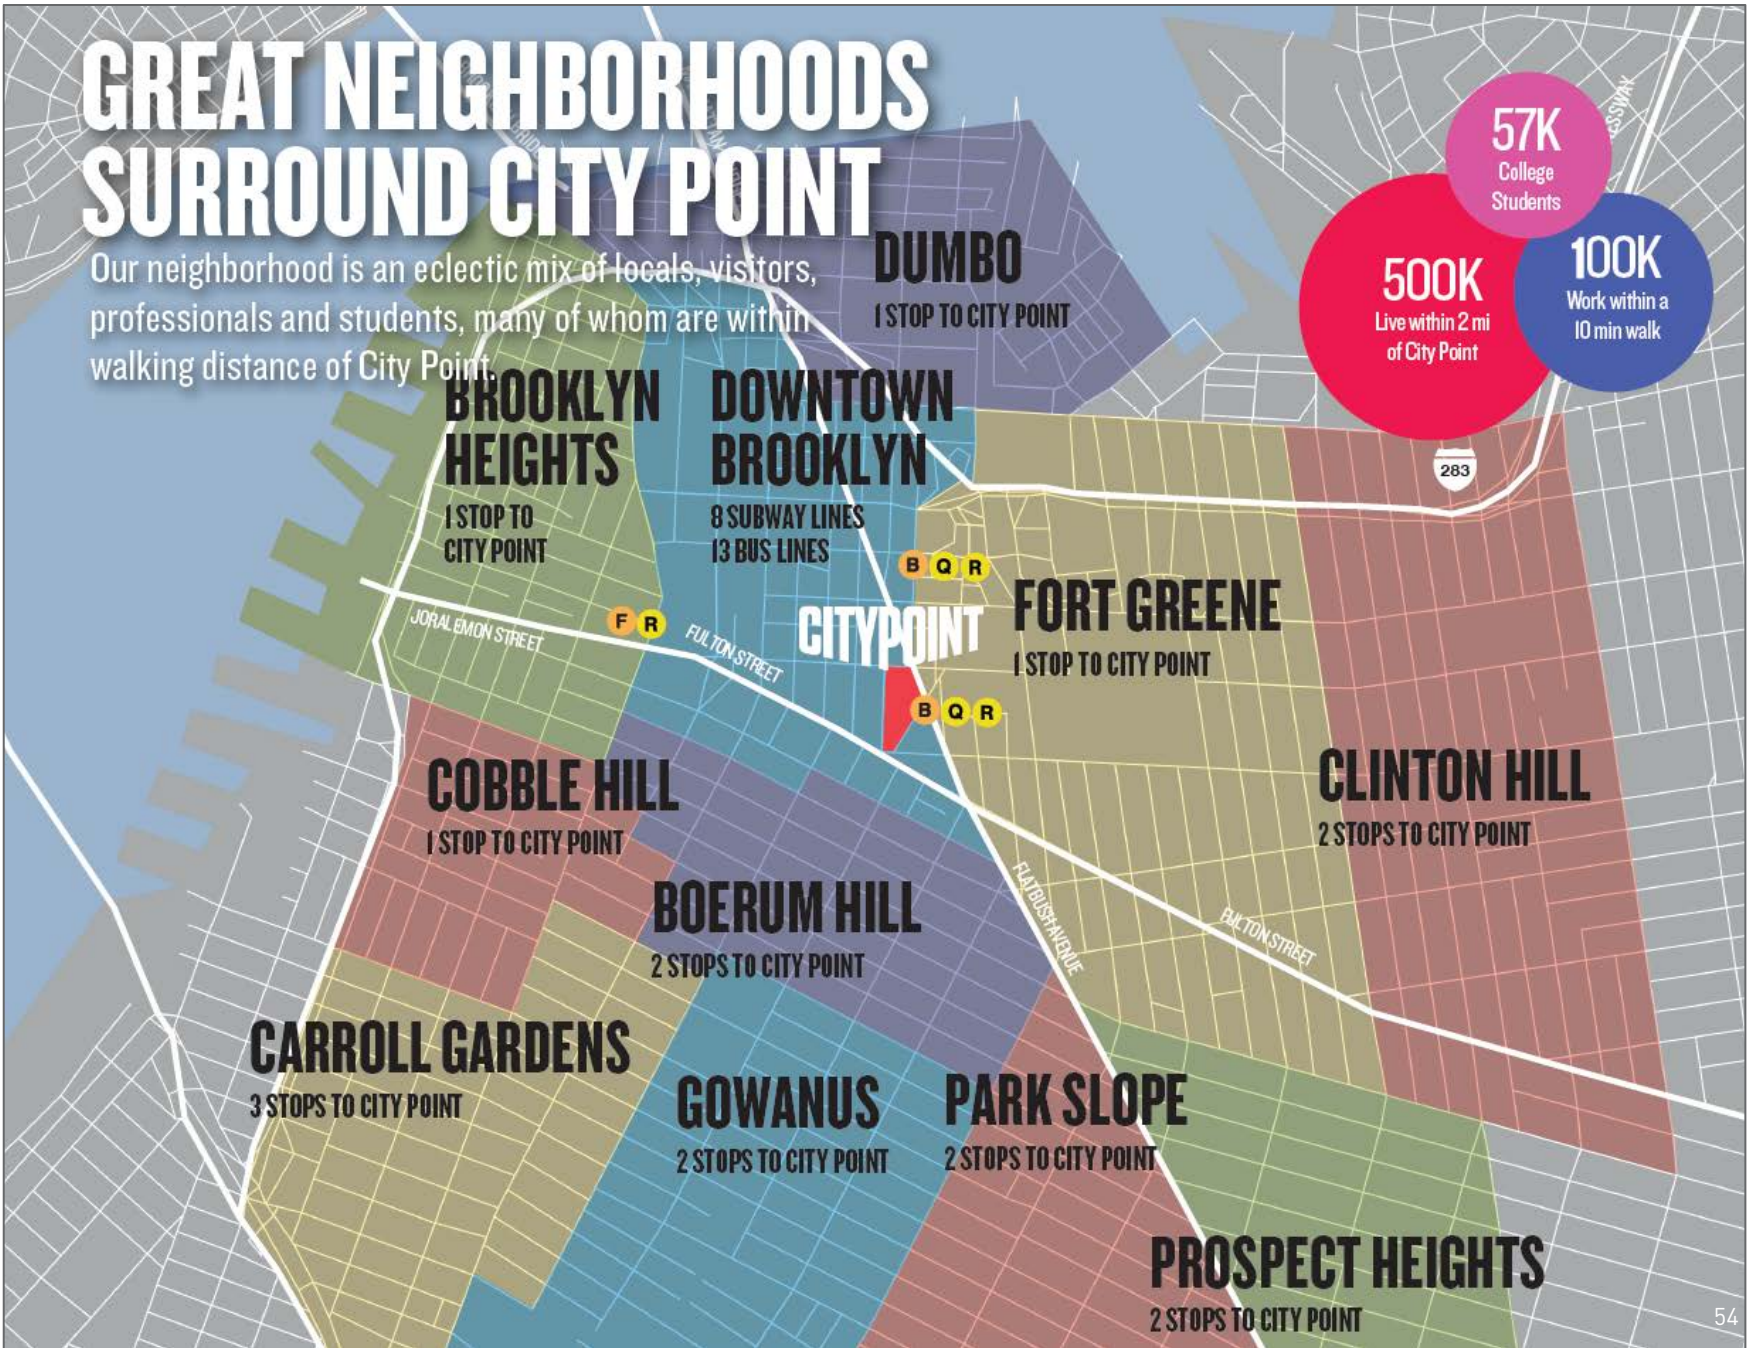 GREAT NEIGHBORHOODS
SURROUND CITY POINT
Our neighborhood is an eclectic mix of locals, visitors,
professionals and students, many of whom are within
walking distance of City Point.
57K
College
Students
500K
Live within 2 mi
of City Point
100K
Work within a
10 min walk
DUMBO
1 STOP TO CITY POINT
BROOKLYN
HEIGHTS
1 STOP TO
CITY POINT
DOWNTOWN
BROOKLYN
8 SUBWAY LINES
13 BUS LINES
283
B Q R
FORT GREENE
1 STOP TO CITY POINT
JORALEMON STREET
F R
FULTON STREET
CITYPOINT
B Q R
CLINTON HILL
2 STOPS TO CITY POINT
COBBLE HILL
1 STOP TO CITY POINT
BOERUM HILL
2 STOPS TO CITY POINT
FLATBUSH AVENUE
FULTON STREET
CARROLL GARDENS
3 STOPS TO CITY POINT
GOWANUS
2 STOPS TO CITY POINT
PARK SLOPE
2 STOPS TO CITY POINT
PROSPECT HEIGHTS
2 STOPS TO CITY POINT
54